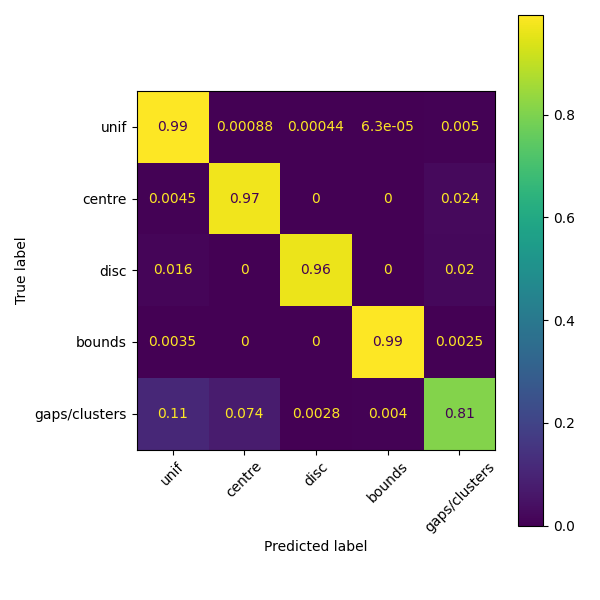 unif 0.99 0.00088 0.00044 6.3e-05 0.005
centre 0.0045 0.97 0 0 0.024
disc 0.016 0 0.96 0 0.02
bounds 0.0035 0 0 0.99 0.0025
gaps/clusters 0.11 0.074 0.0028 0.004 0.81
unif centre disc bounds gaps/clusters
Predicted label
True label
0.8
0.6
0.4
0.2
0.0